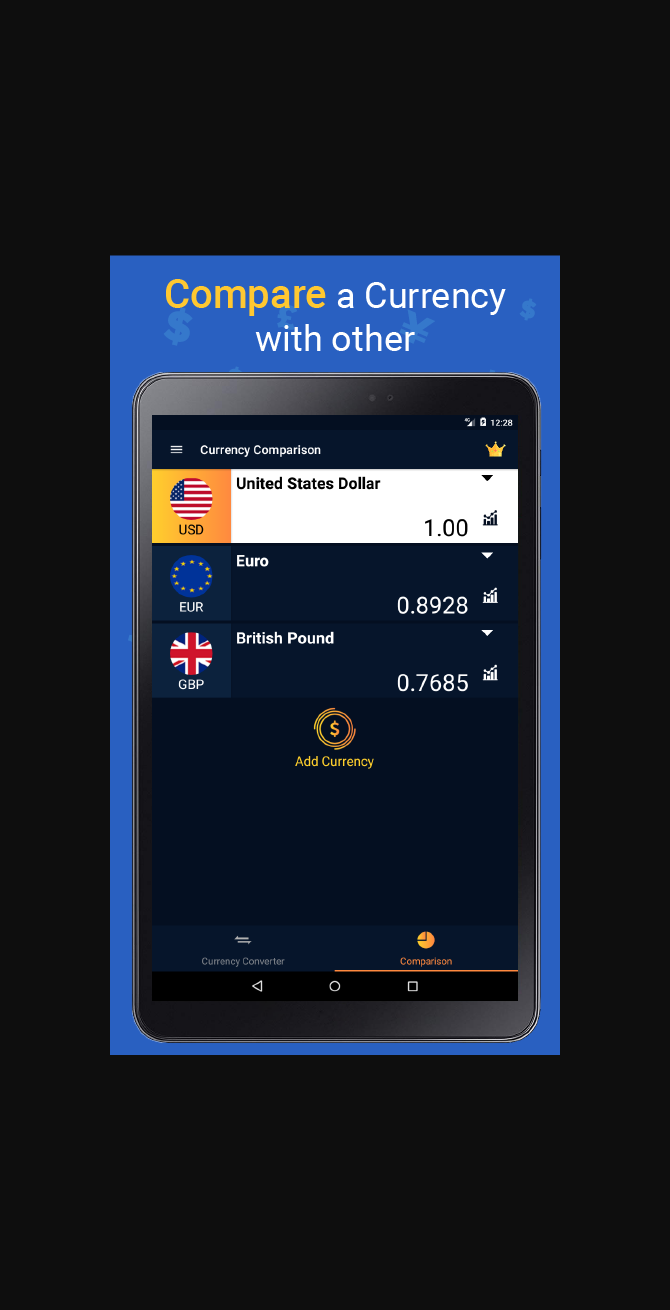 Compare a Currency
with other
12:28
Currency Comparison
United States Dollar
USD
1.00
Euro
EUR
0.8928
British Pound
GBP
0.7685
Add Currency
Currency Converter
Comparison